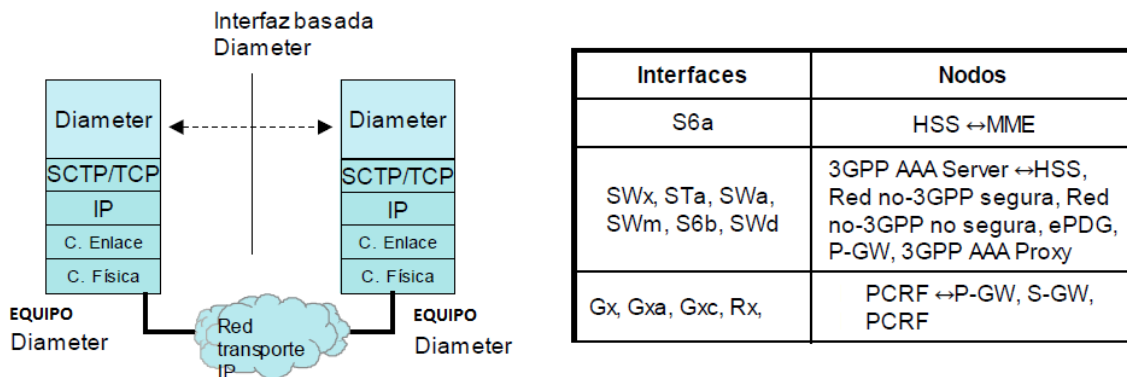 Interfaz basada
Diameter
Diameter
SCTP/TCP
IP
C. Enlace
C. Física
EQUIPO
Diameter
Diameter
SCTP/TCP
IP
C. Enlace
C. Física
EQUIPO
Diameter
Red
transporte
IP
Interfaces
Nodos
S6a
HSS ↔MME
SWx, STa, SWa,
SWm, S6b, SWd
3GPP AAA Server ↔HSS,
Red no-3GPP segura, Red
no-3GPP no segura, ePDG,
P-GW, 3GPP AAA Proxy
Gx, Gxa, Gxc, Rx,
PCRF ↔P-GW, S-GW,
PCRF